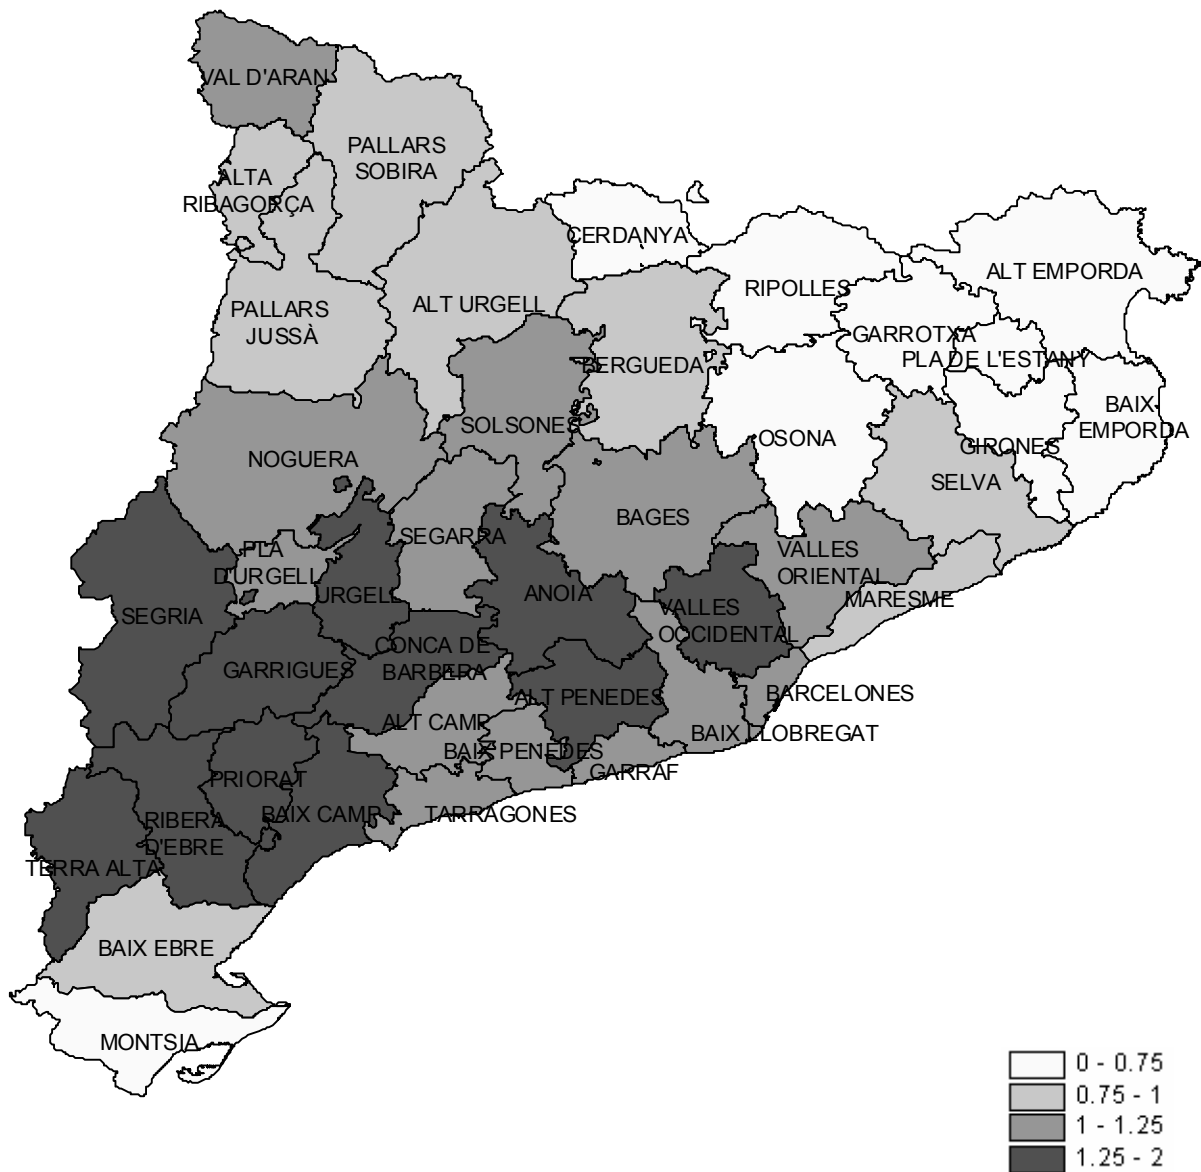 VAL D'ARAN
PALLARS
SOBIRA
ALTA
RIBAGORÇA
CERDANYA
ALT EMPORDA
RIPOLLES
ALT URGELL
PALLARS
JUSSÀ
GARROTXA
PLA DE L'ESTANY
BERGUEDA
BAIX
EMPORDA
SOLSONES
OSONA
GIRONES
NOGUERA
SELVA
BAGES
SEGARRA
PLA
D'URGELL
VALLES
ORIENTAL
URGELL
ANOIA
MARESME
SEGRIA
VALLES
OCCIDENTAL
CONCA DE
BARBERA
GARRIGUES
ALT PENEDES
BARCELONES
ALT CAMP
BAIX LLOBREGAT
BAIX PENEDES
GARRAF
PRIORAT
BAIX CAMP
TARRAGONES
RIBERA
D'EBRE
TERRA ALTA
BAIX EBRE
MONTSIA
0 - 0.75
0.75 - 1
1 - 1.25
1.25 - 2